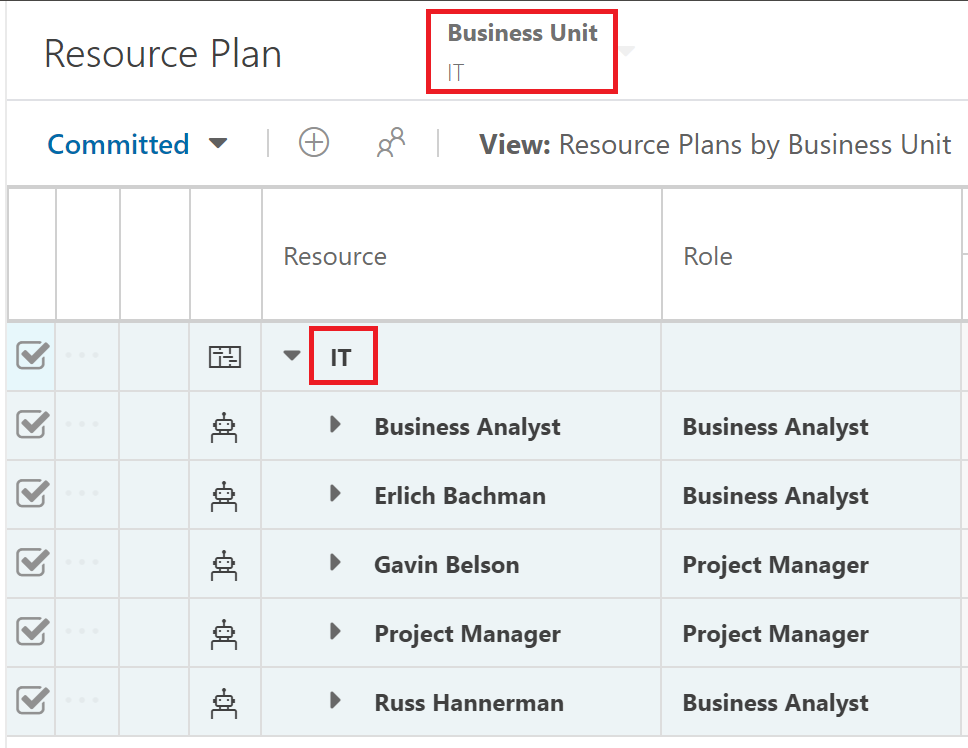 Resource Plan
Business Unit
IT
Committed
View: Resource Plans by Business Unit
Resource Role
IT
Business Analyst Business Analyst
Erlich Bachman Business Analyst
Gavin Belson Project Manager
Project Manager Project Manager
Russ Hannerman Business Analyst